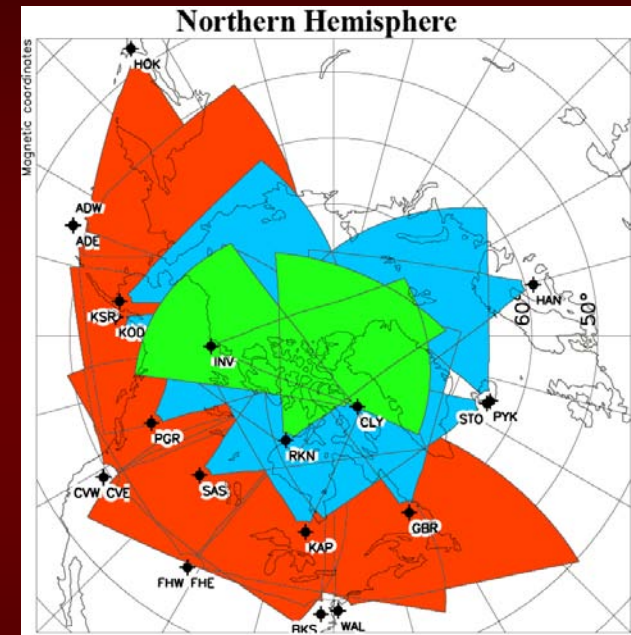 Northern Hemisphere
Magnetic coordinates
HOK
ADW
ADE
KSR
KOD
INV
HAN
60°
50°
PGR
CLY
STO PYK
RKN
CVW CVE
SAS
GBR
KAP
FHW FHE
BKS WAL